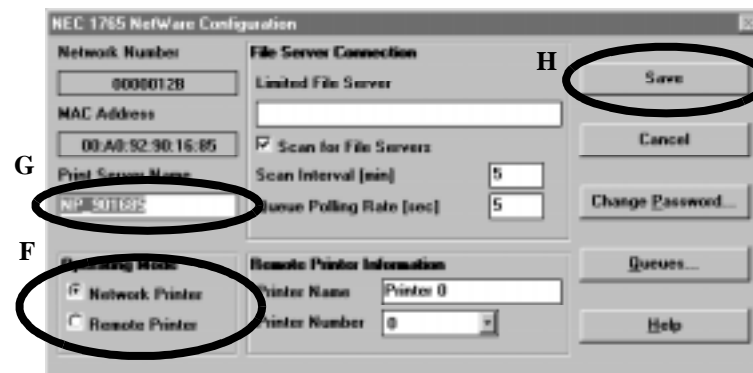 NEC 1765 NetWare Configuration
Network Number
0000012B
MAC Address
00:A0:92:90:16:85
G
Print Server Name
NP_901685
F
Operating Mode
Network Printer
Remote Printer
File Server Connection
Limited File Server
Scan for File Servers
Scan Interval [min]
5
Queue Polling Rate [sec]
5
Remote Printer Information
Printer Name
Printer 0
Printer Number
0
H
Save
Cancel
Change Password...
Queues...
Help